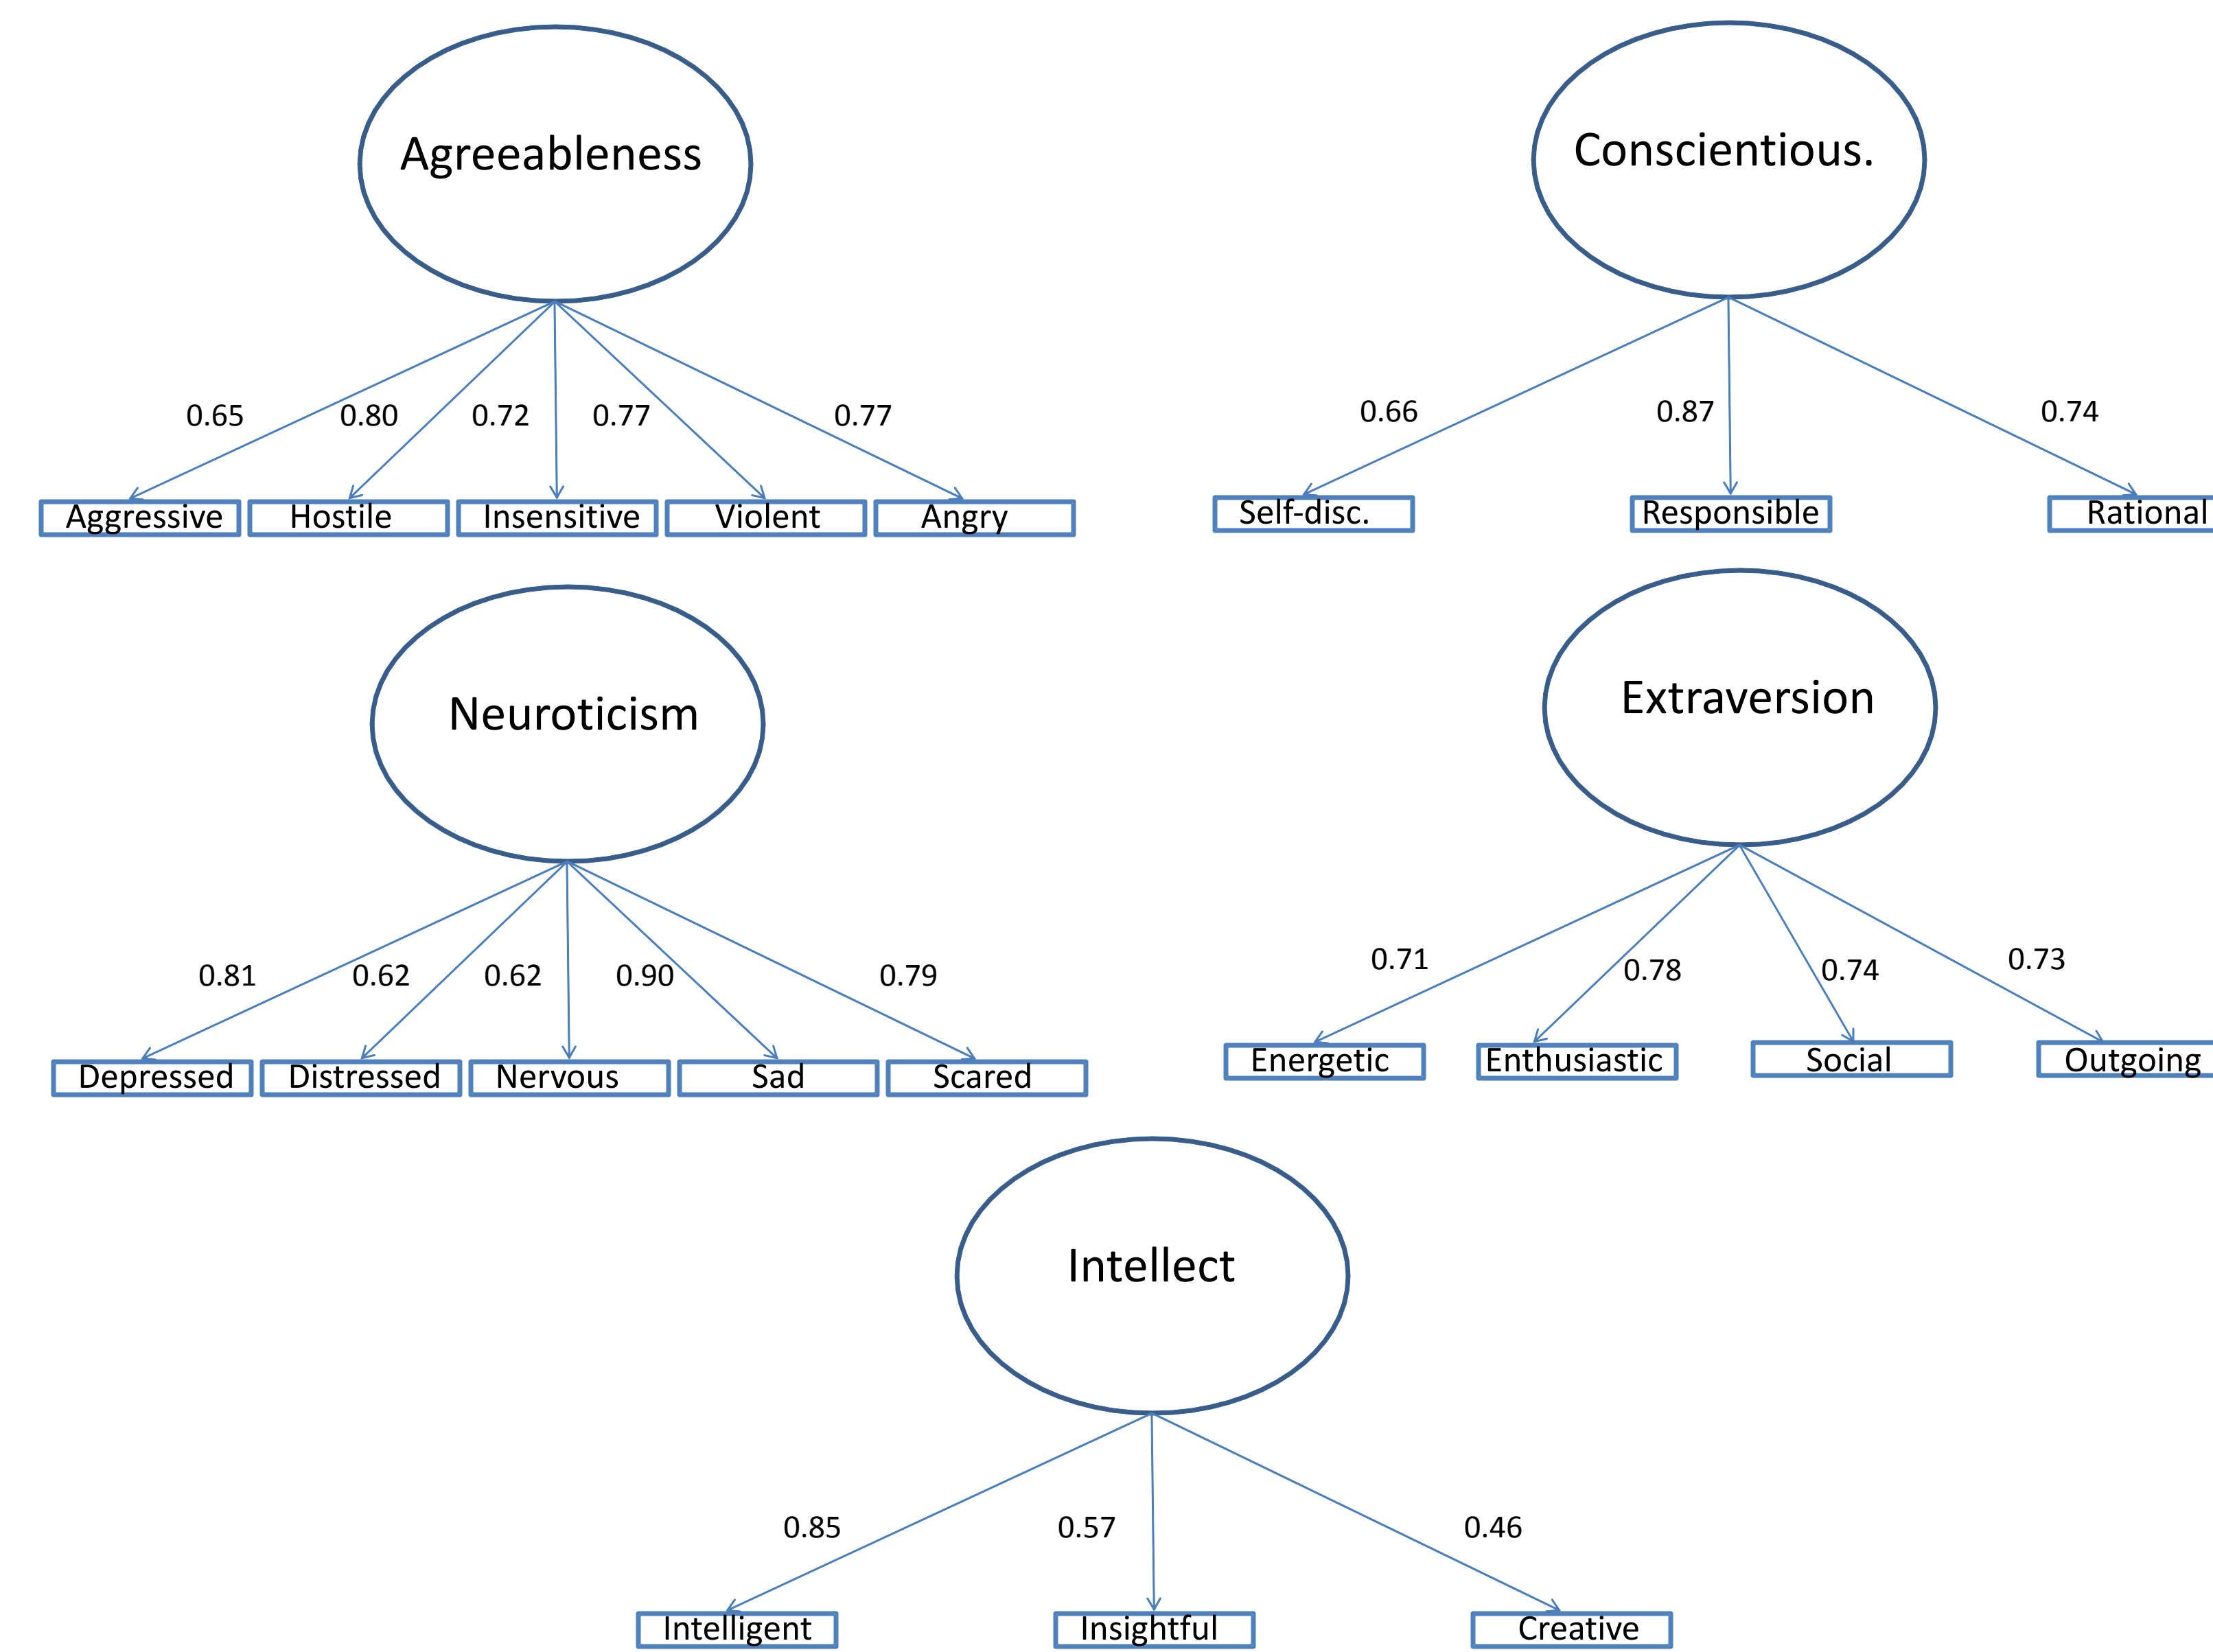 Agreeableness
0.65
0.80
0.72
0.77
0.77
Aggressive
Hostile
Insensitive
Violent
Angry
Conscientious.
0.66
0.87
0.74
Self-disc.
Responsible
Rational
Neuroticism
0.81
0.62
0.62
0.90
0.79
Depressed
Distressed
Nervous
Sad
Scared
Extraversion
0.71
0.78
0.74
0.73
Energetic
Enthusiastic
Social
Outgoing
Intellect
0.85
0.57
0.46
Intelligent
Insightful
Creative